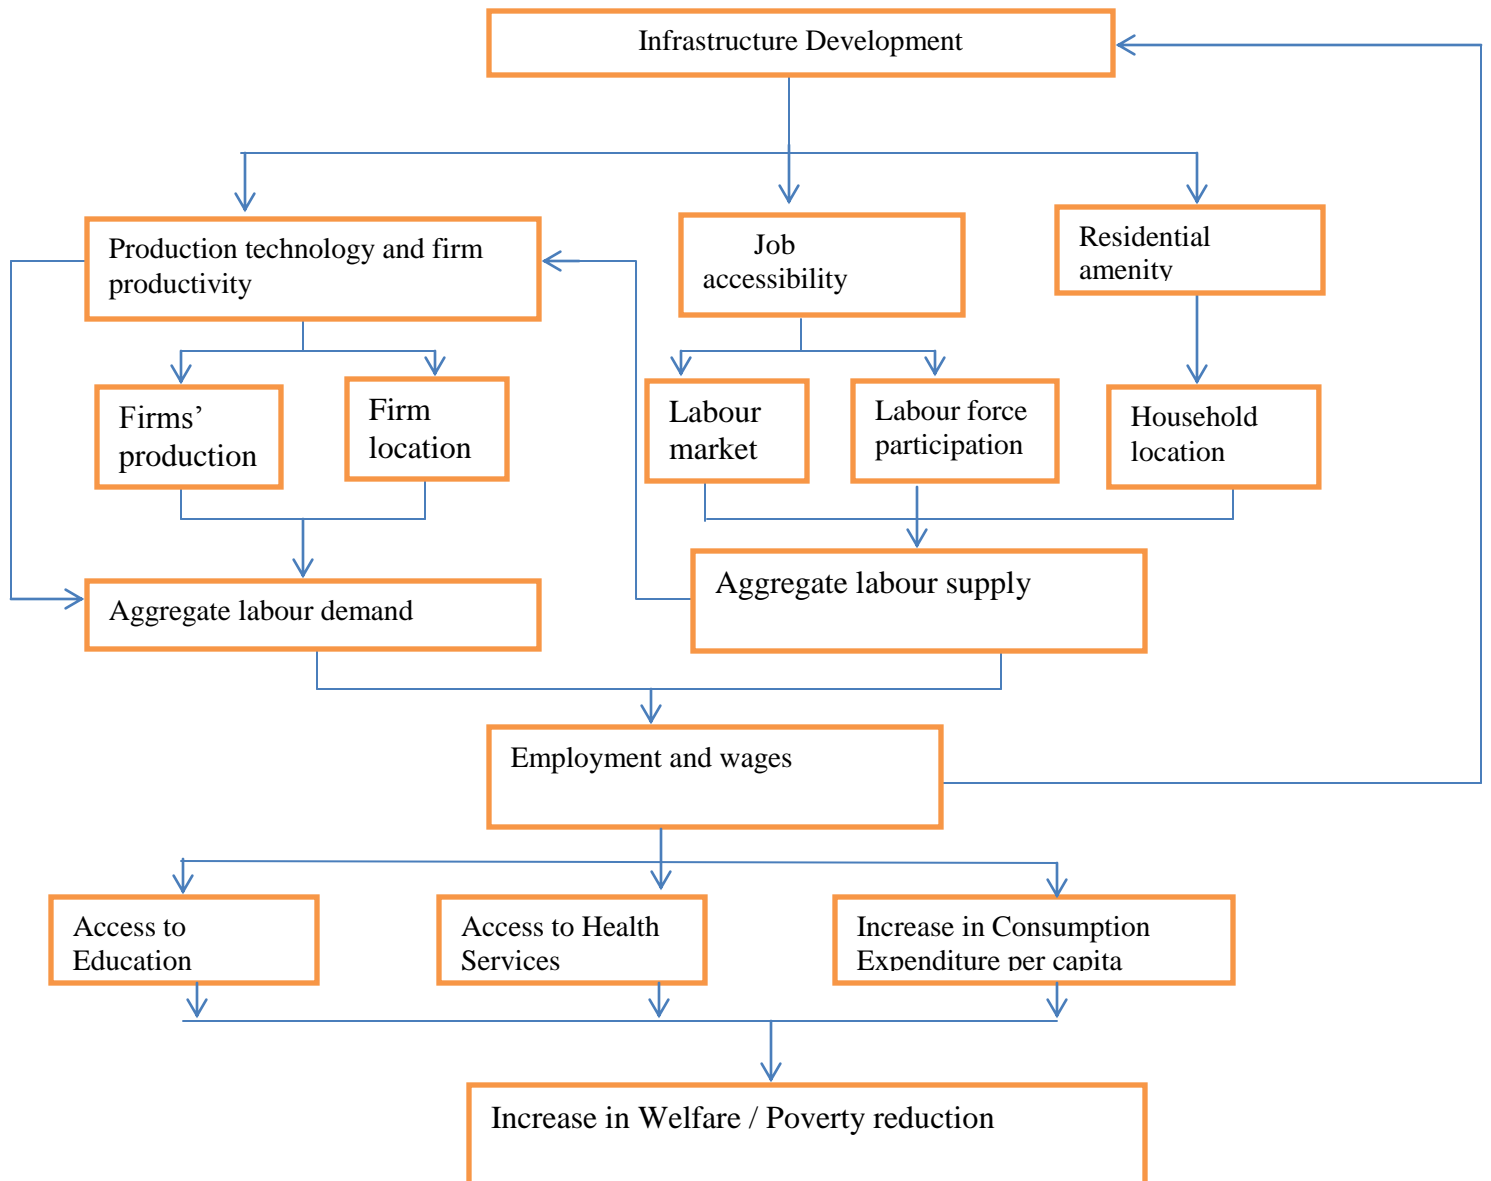 Infrastructure Development
Production technology and firm
productivity
Job
accessibility
Residential
amenity
Firms’
production
Firm
location
Labour
market
Labour force
participation
Household
location
Aggregate labour demand
Aggregate labour supply
Employment and wages
Access to
Education
Access to Health
Services
Increase in Consumption
Expenditure per capita
Increase in Welfare / Poverty reduction